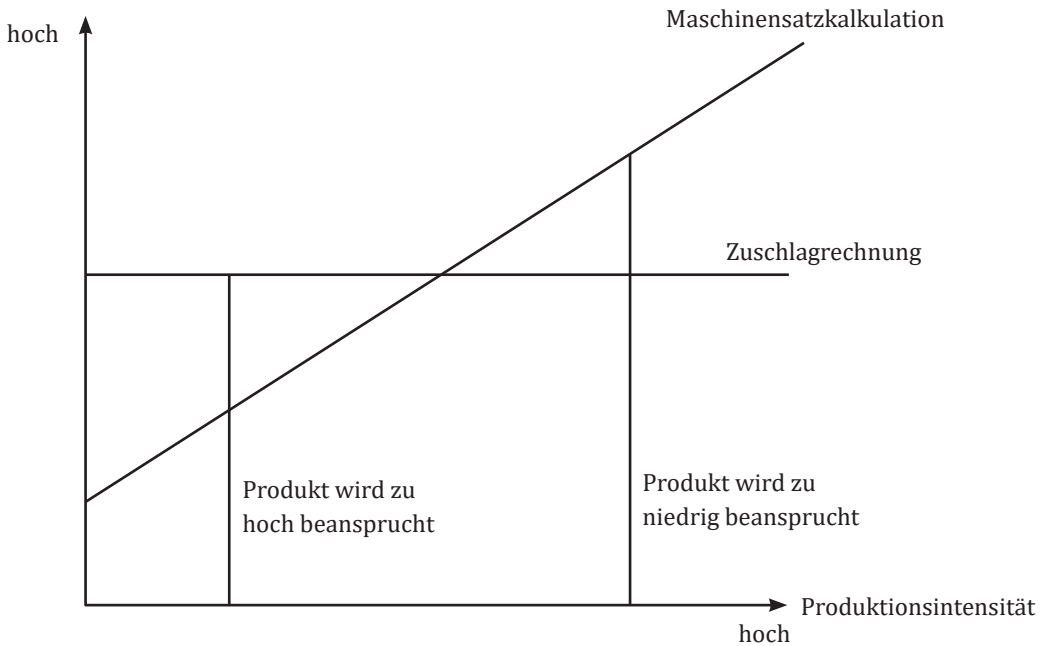 Maschinensatzkalkulation
hoch
Zuschlagrechnung
Produkt wird zu
hoch beansprucht
Produkt wird zu
niedrig beansprucht
Produktionsintensität
hoch